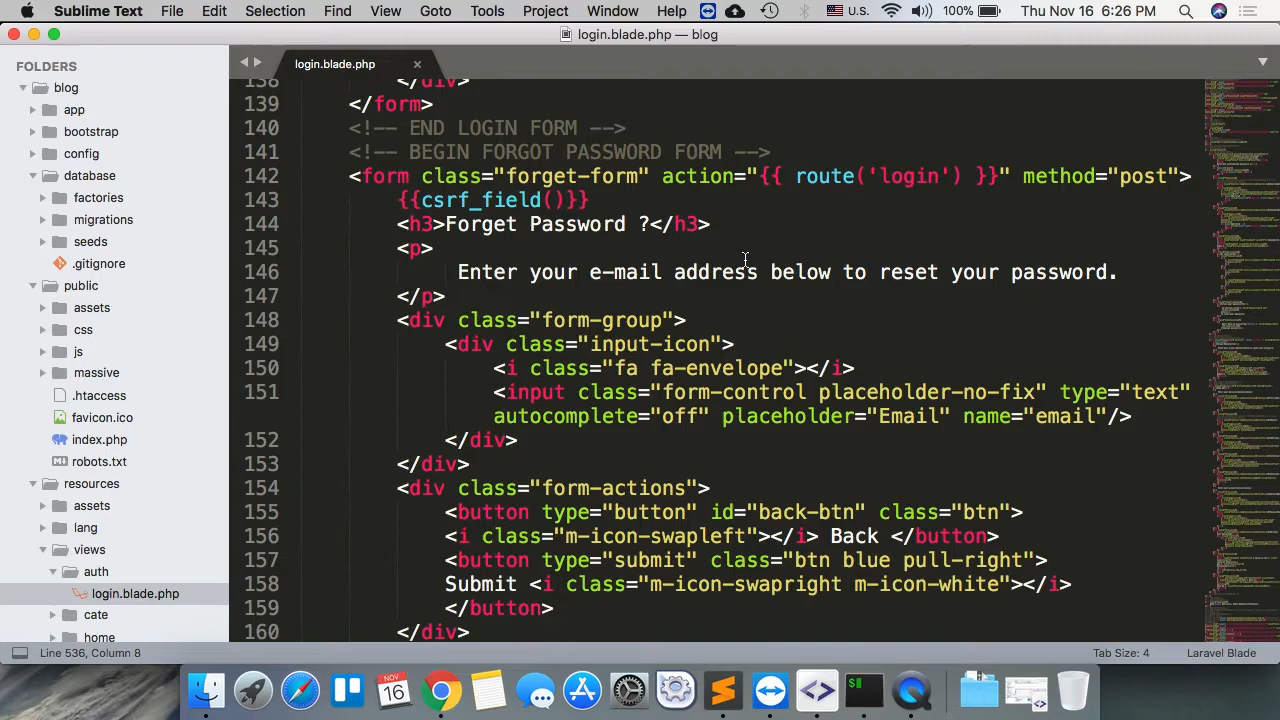 Sublime Text File Edit Selection Find View Goto Tools Project Window Help U.S. 100% Thu Nov 16 6:26 PM
login.blade.php — blog
FOLDERS
blog
app
bootstrap
config
database
factories
migrations
seeds
.gitignore
public
assets
css
js
massive
.htaccess
favicon.ico
index.php
robots.txt
resources
assets
lang
views
auth
login.blade.php
cate
home
login.blade.php
138 </div>
139 </form>
140 <!-- END LOGIN FORM -->
141 <!-- BEGIN FORGOT PASSWORD FORM -->
142 <form class="forget-form" action="{{ route('login') }}" method="post">
143 {{csrf_field()}}
144 <h3>Forget Password ?</h3>
145 <p>
146 Enter your e-mail address below to reset your password.
147 </p>
148 <div class="form-group">
149 <div class="input-icon">
150 <i class="fa fa-envelope"></i>
151 <input class="form-control placeholder-no-fix" type="text"
autocomplete="off" placeholder="Email" name="email"/>
152 </div>
153 </div>
154 <div class="form-actions">
155 <button type="button" id="back-btn" class="btn">
156 <i class="m-icon-swapleft"></i> Back </button>
157 <button type="submit" class="btn blue pull-right">
158 Submit <i class="m-icon-swapright m-icon-white"></i>
159 </button>
160 </div>
Line 536, Column 8 Tab Size: 4 Laravel Blade
NOV
16